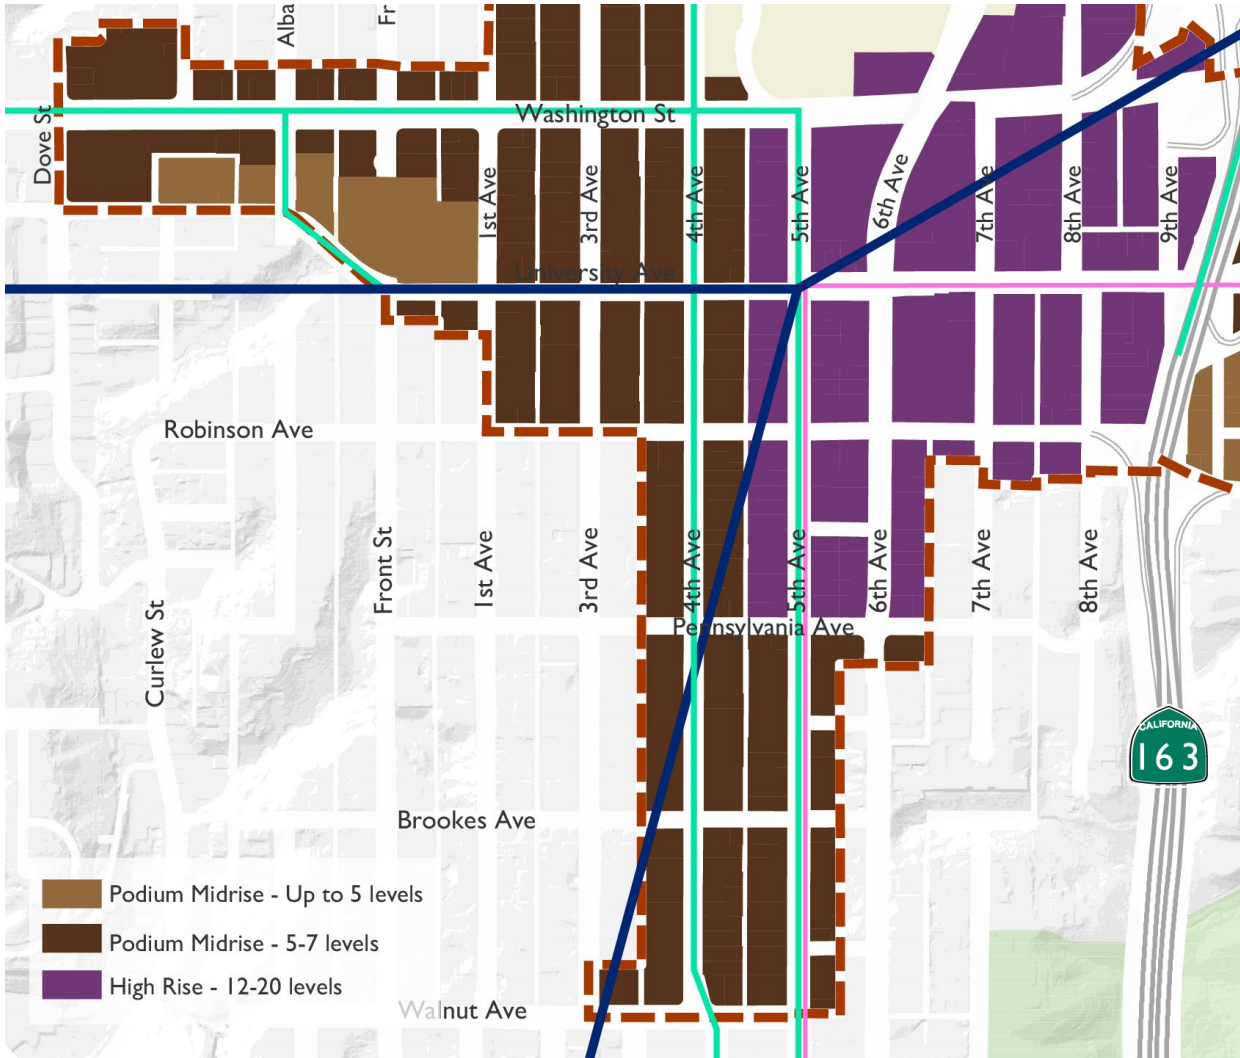 Alba
Fr
Washington St
Dove St
1st Ave
3rd Ave
4th Ave
5th Ave
6th Ave
7th Ave
8th Ave
9th Ave
University Ave
Robinson Ave
Front St
1st Ave
3rd Ave
4th Ave
5th Ave
6th Ave
7th Ave
8th Ave
Curlew St
Pennsylvania Ave
CALIFORNIA
163
Brookes Ave
Podium Midrise - Up to 5 levels
Podium Midrise - 5-7 levels
High Rise - 12-20 levels
Walnut Ave